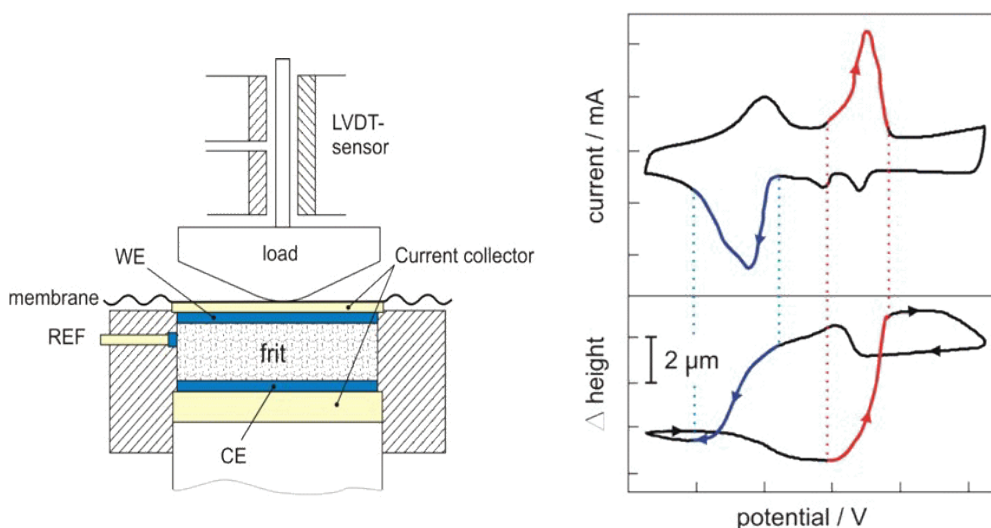 LVDT-
sensor
load
WE
Current collector
membrane
REF
frit
CE
current / mA
Δ height
2 μm
potential / V